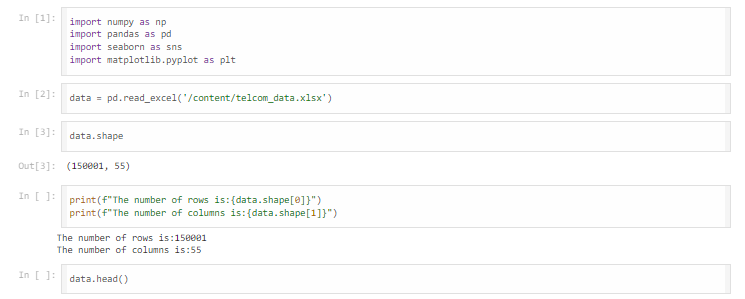 In [1]:
import numpy as np
import pandas as pd
import seaborn as sns
import matplotlib.pyplot as plt
In [2]: data = pd.read_excel('/content/telcom_data.xlsx')
In [3]: data.shape
Out[3]: (150001, 55)
In [ ]:
print(f"The number of rows is:{data.shape[0]}")
print(f"The number of columns is:{data.shape[1]}")
The number of rows is:150001
The number of columns is:55
In [ ]: data.head()